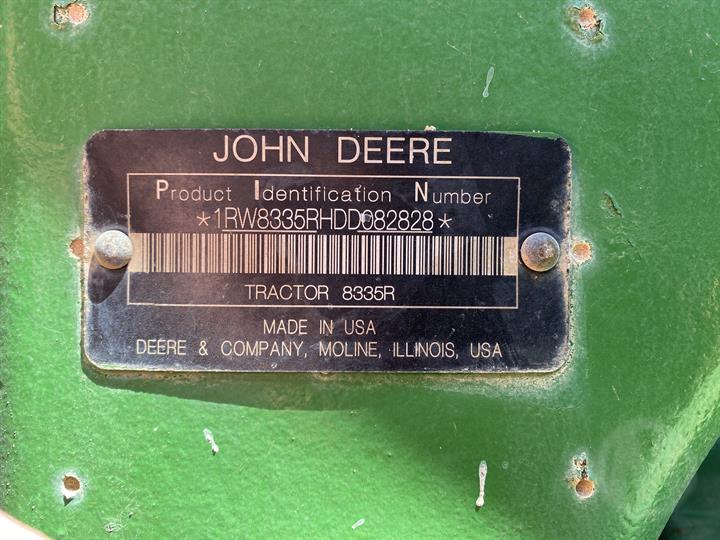 JOHN DEERE
Product Identification Number
*1RW8335RHDD082828*
TRACTOR 8335R
MADE IN USA
DEERE & COMPANY, MOLINE, ILLINOIS, USA